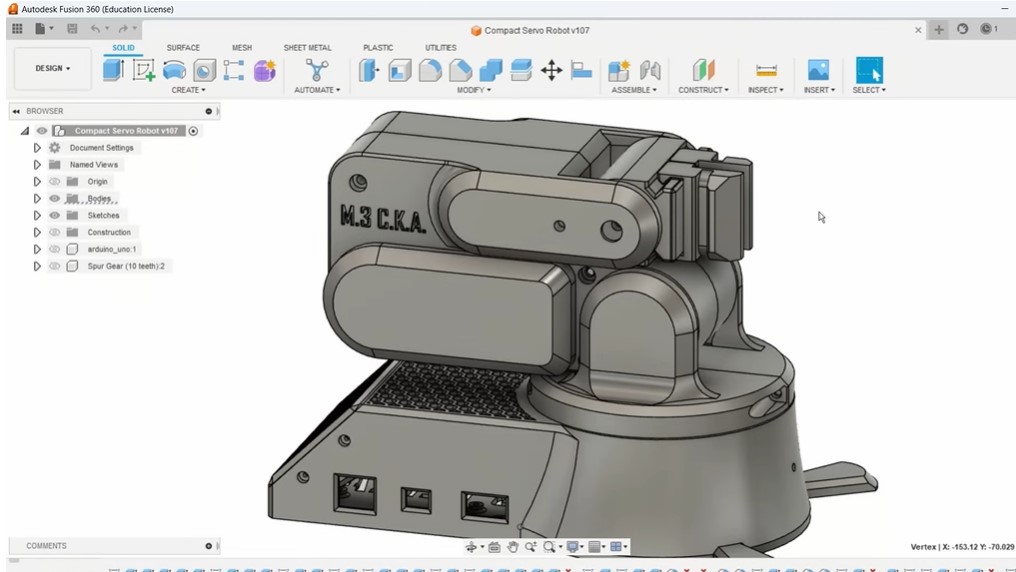 Autodesk Fusion 360 (Education License)
Compact Servo Robot v107
1
SOLID SURFACE MESH SHEET METAL PLASTIC UTILITIES
DESIGN
CREATE AUTOMATE MODIFY ASSEMBLE CONSTRUCT INSPECT INSERT SELECT
BROWSER
Compact Servo Robot v107
Document Settings
Named Views
Origin
Bodies
Sketches
Construction
arduino_uno:1
Spur Gear (10 teeth):2
M.3 C.K.A.
COMMENTS
Vertex | X: -153.12 Y: -70.029